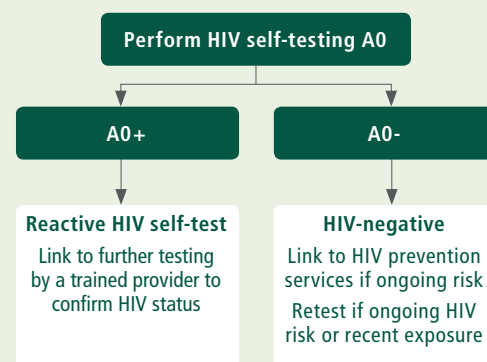 Perform HIV self-testing A0
A0+
A0-
Reactive HIV self-test
Link to further testing
by a trained provider to
confirm HIV status
HIV-negative
Link to HIV prevention
services if ongoing risk
Retest if ongoing HIV
risk or recent exposure